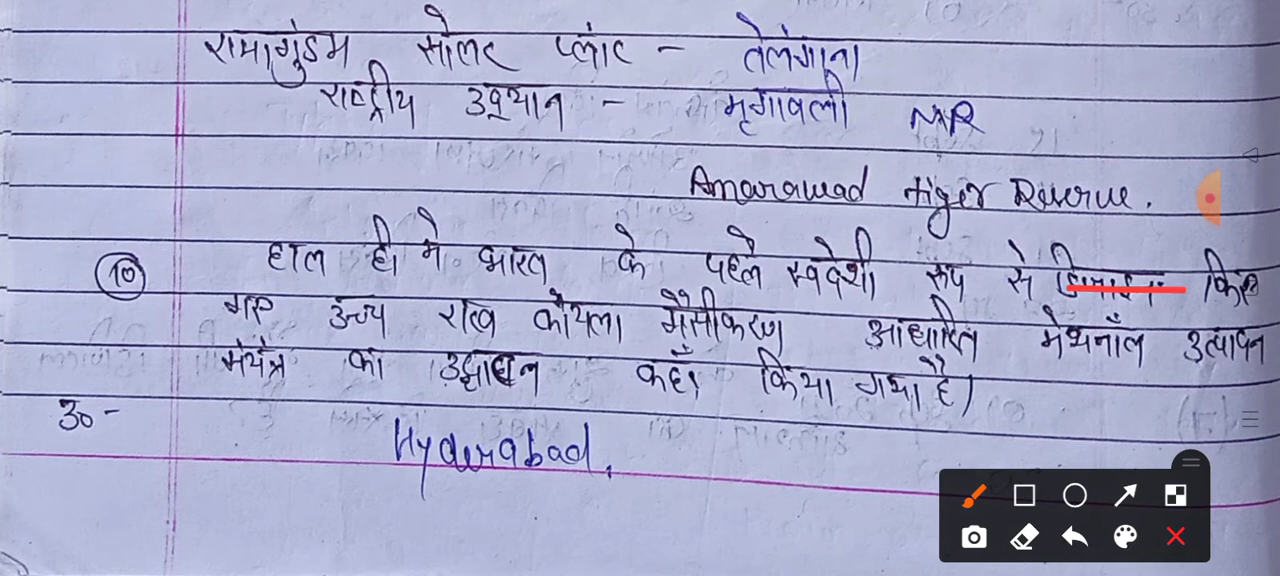 रामागुंडम सोलर प्लांट - तेलंगाना
राष्ट्रीय उद्यान - मृगावली NP
Amarawad tiger Reserve.
⑩ हाल ही मे भारत के पहले स्वदेशी रूप से किए
गए उच्च राख कोयला गैसीकरण आधारित मेथनॉल उत्पादन
संयंत्र का उद्घाटन कहाँ किया गया है।
उ० -
Hyderabad.